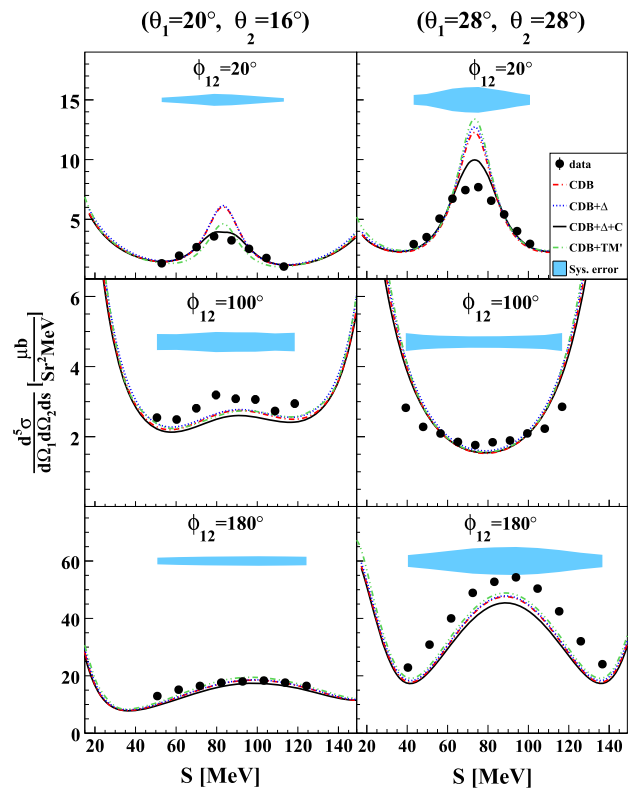 (θ₁=20°, θ₂=16°) (θ₁=28°, θ₂=28°)
ϕ₁₂=20° ϕ₁₂=20°
15
10
5
data
CDB
CDB+Δ
CDB+Δ+C
CDB+TM'
Sys. error
ϕ₁₂=100° ϕ₁₂=100°
6
4
2
d⁵σ/dΩ₁dΩ₂ds [μb/Sr²MeV]
ϕ₁₂=180° ϕ₁₂=180°
60
40
20
0
20 40 60 80 100 120 140 20 40 60 80 100 120 140
S [MeV] S [MeV]